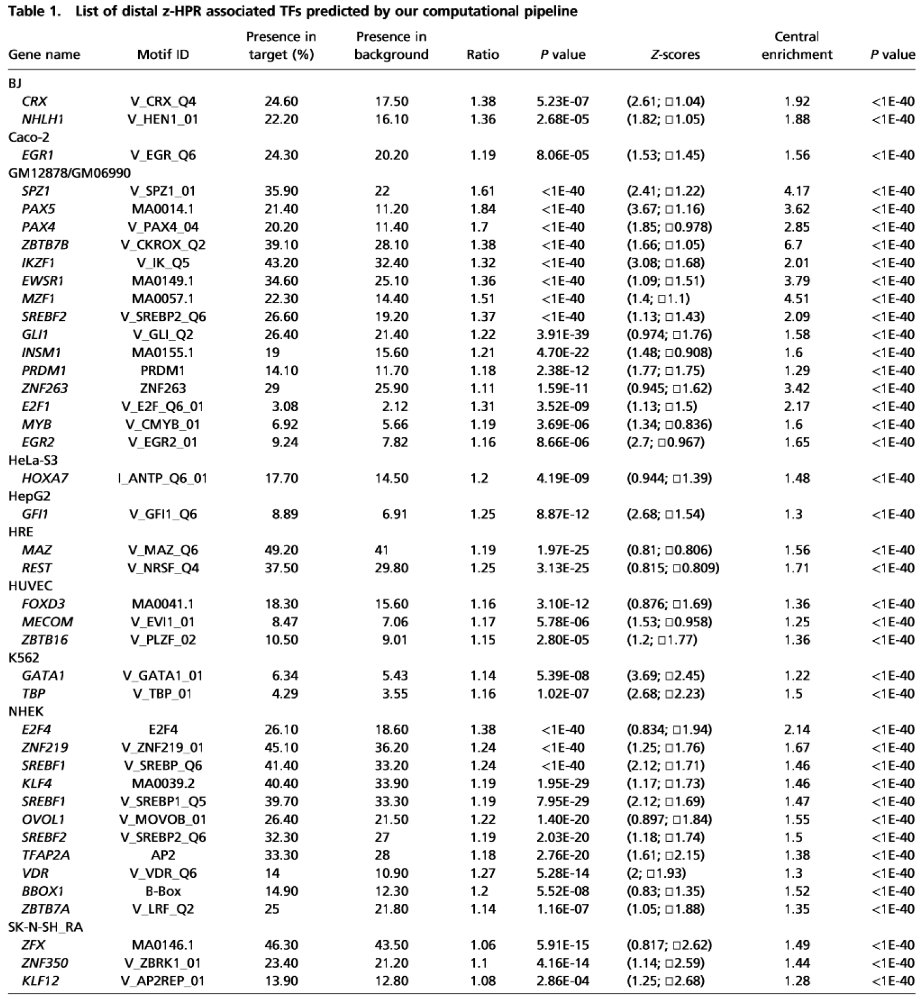 Table 1. List of distal z-HPR associated TFs predicted by our computational pipeline
Gene name Motif ID Presence in target (%) Presence in background Ratio P value Z-scores Central enrichment P value
BJ
CRX V_CRX_Q4 24.60 17.50 1.38 5.23E-07 (2.61; □1.04) 1.92 <1E-40
NHLH1 V_HEN1_01 22.20 16.10 1.36 2.68E-05 (1.82; □1.05) 1.88 <1E-40
Caco-2
EGR1 V_EGR_Q6 24.30 20.20 1.19 8.06E-05 (1.53; □1.45) 1.56 <1E-40
GM12878/GM06990
SPZ1 V_SPZ1_01 35.90 22 1.61 <1E-40 (2.41; □1.22) 4.17 <1E-40
PAX5 MA0014.1 21.40 11.20 1.84 <1E-40 (3.67; □1.16) 3.62 <1E-40
PAX4 V_PAX4_04 20.20 11.40 1.7 <1E-40 (1.85; □0.978) 2.85 <1E-40
ZBTB7B V_CKROX_Q2 39.10 28.10 1.38 <1E-40 (1.66; □1.05) 6.7 <1E-40
IKZF1 V_IK_Q5 43.20 32.40 1.32 <1E-40 (3.08; □1.68) 2.01 <1E-40
EWSR1 MA0149.1 34.60 25.10 1.36 <1E-40 (1.09; □1.51) 3.79 <1E-40
MZF1 MA0057.1 22.30 14.40 1.51 <1E-40 (1.4; □1.1) 4.51 <1E-40
SREBF2 V_SREBP2_Q6 26.60 19.20 1.37 <1E-40 (1.13; □1.43) 2.09 <1E-40
GLI1 V_GLI_Q2 26.40 21.40 1.22 3.91E-39 (0.974; □1.76) 1.58 <1E-40
INSM1 MA0155.1 19 15.60 1.21 4.70E-22 (1.48; □0.908) 1.6 <1E-40
PRDM1 PRDM1 14.10 11.70 1.18 2.38E-12 (1.77; □1.75) 1.29 <1E-40
ZNF263 ZNF263 29 25.90 1.11 1.59E-11 (0.945; □1.62) 3.42 <1E-40
E2F1 V_E2F_Q6_01 3.08 2.12 1.31 3.52E-09 (1.13; □1.5) 2.17 <1E-40
MYB V_CMYB_01 6.92 5.66 1.19 3.69E-06 (1.34; □0.836) 1.6 <1E-40
EGR2 V_EGR2_01 9.24 7.82 1.16 8.66E-06 (2.7; □0.967) 1.65 <1E-40
HeLa-S3
HOXA7 I_ANTP_Q6_01 17.70 14.50 1.2 4.19E-09 (0.944; □1.39) 1.48 <1E-40
HepG2
GFI1 V_GFI1_Q6 8.89 6.91 1.25 8.87E-12 (2.68; □1.54) 1.3 <1E-40
HRE
MAZ V_MAZ_Q6 49.20 41 1.19 1.97E-25 (0.81; □0.806) 1.56 <1E-40
REST V_NRSF_Q4 37.50 29.80 1.25 3.13E-25 (0.815; □0.809) 1.71 <1E-40
HUVEC
FOXD3 MA0041.1 18.30 15.60 1.16 3.10E-12 (0.876; □1.69) 1.36 <1E-40
MECOM V_EVI1_01 8.47 7.06 1.17 5.78E-06 (1.53; □0.958) 1.25 <1E-40
ZBTB16 V_PLZF_02 10.50 9.01 1.15 2.80E-05 (1.2; □1.77) 1.36 <1E-40
K562
GATA1 V_GATA1_01 6.34 5.43 1.14 5.39E-08 (3.69; □2.45) 1.22 <1E-40
TBP V_TBP_01 4.29 3.55 1.16 1.02E-07 (2.68; □2.23) 1.5 <1E-40
NHEK
E2F4 E2F4 26.10 18.60 1.38 <1E-40 (0.834; □1.94) 2.14 <1E-40
ZNF219 V_ZNF219_01 45.10 36.20 1.24 <1E-40 (1.25; □1.76) 1.67 <1E-40
SREBF1 V_SREBP_Q6 41.40 33.20 1.24 <1E-40 (2.12; □1.71) 1.46 <1E-40
KLF4 MA0039.2 40.40 33.90 1.19 1.95E-29 (1.17; □1.73) 1.46 <1E-40
SREBF1 V_SREBP1_Q5 39.70 33.30 1.19 7.95E-29 (2.12; □1.69) 1.47 <1E-40
OVOL1 V_MOVOB_01 26.40 21.50 1.22 1.40E-20 (0.897; □1.84) 1.55 <1E-40
SREBF2 V_SREBP2_Q6 32.30 27 1.19 2.03E-20 (1.18; □1.74) 1.5 <1E-40
TFAP2A AP2 33.30 28 1.18 2.76E-20 (1.61; □2.15) 1.38 <1E-40
VDR V_VDR_Q6 14 10.90 1.27 5.28E-14 (2; □1.93) 1.3 <1E-40
BBOX1 B-Box 14.90 12.30 1.2 5.52E-08 (0.83; □1.35) 1.52 <1E-40
ZBTB7A V_LRF_Q2 25 21.80 1.14 1.16E-07 (1.05; □1.88) 1.35 <1E-40
SK-N-SH_RA
ZFX MA0146.1 46.30 43.50 1.06 5.91E-15 (0.817; □2.62) 1.49 <1E-40
ZNF350 V_ZBRK1_01 23.40 21.20 1.1 4.16E-14 (1.14; □2.59) 1.44 <1E-40
KLF12 V_AP2REP_01 13.90 12.80 1.08 2.86E-04 (1.25; □2.68) 1.28 <1E-40